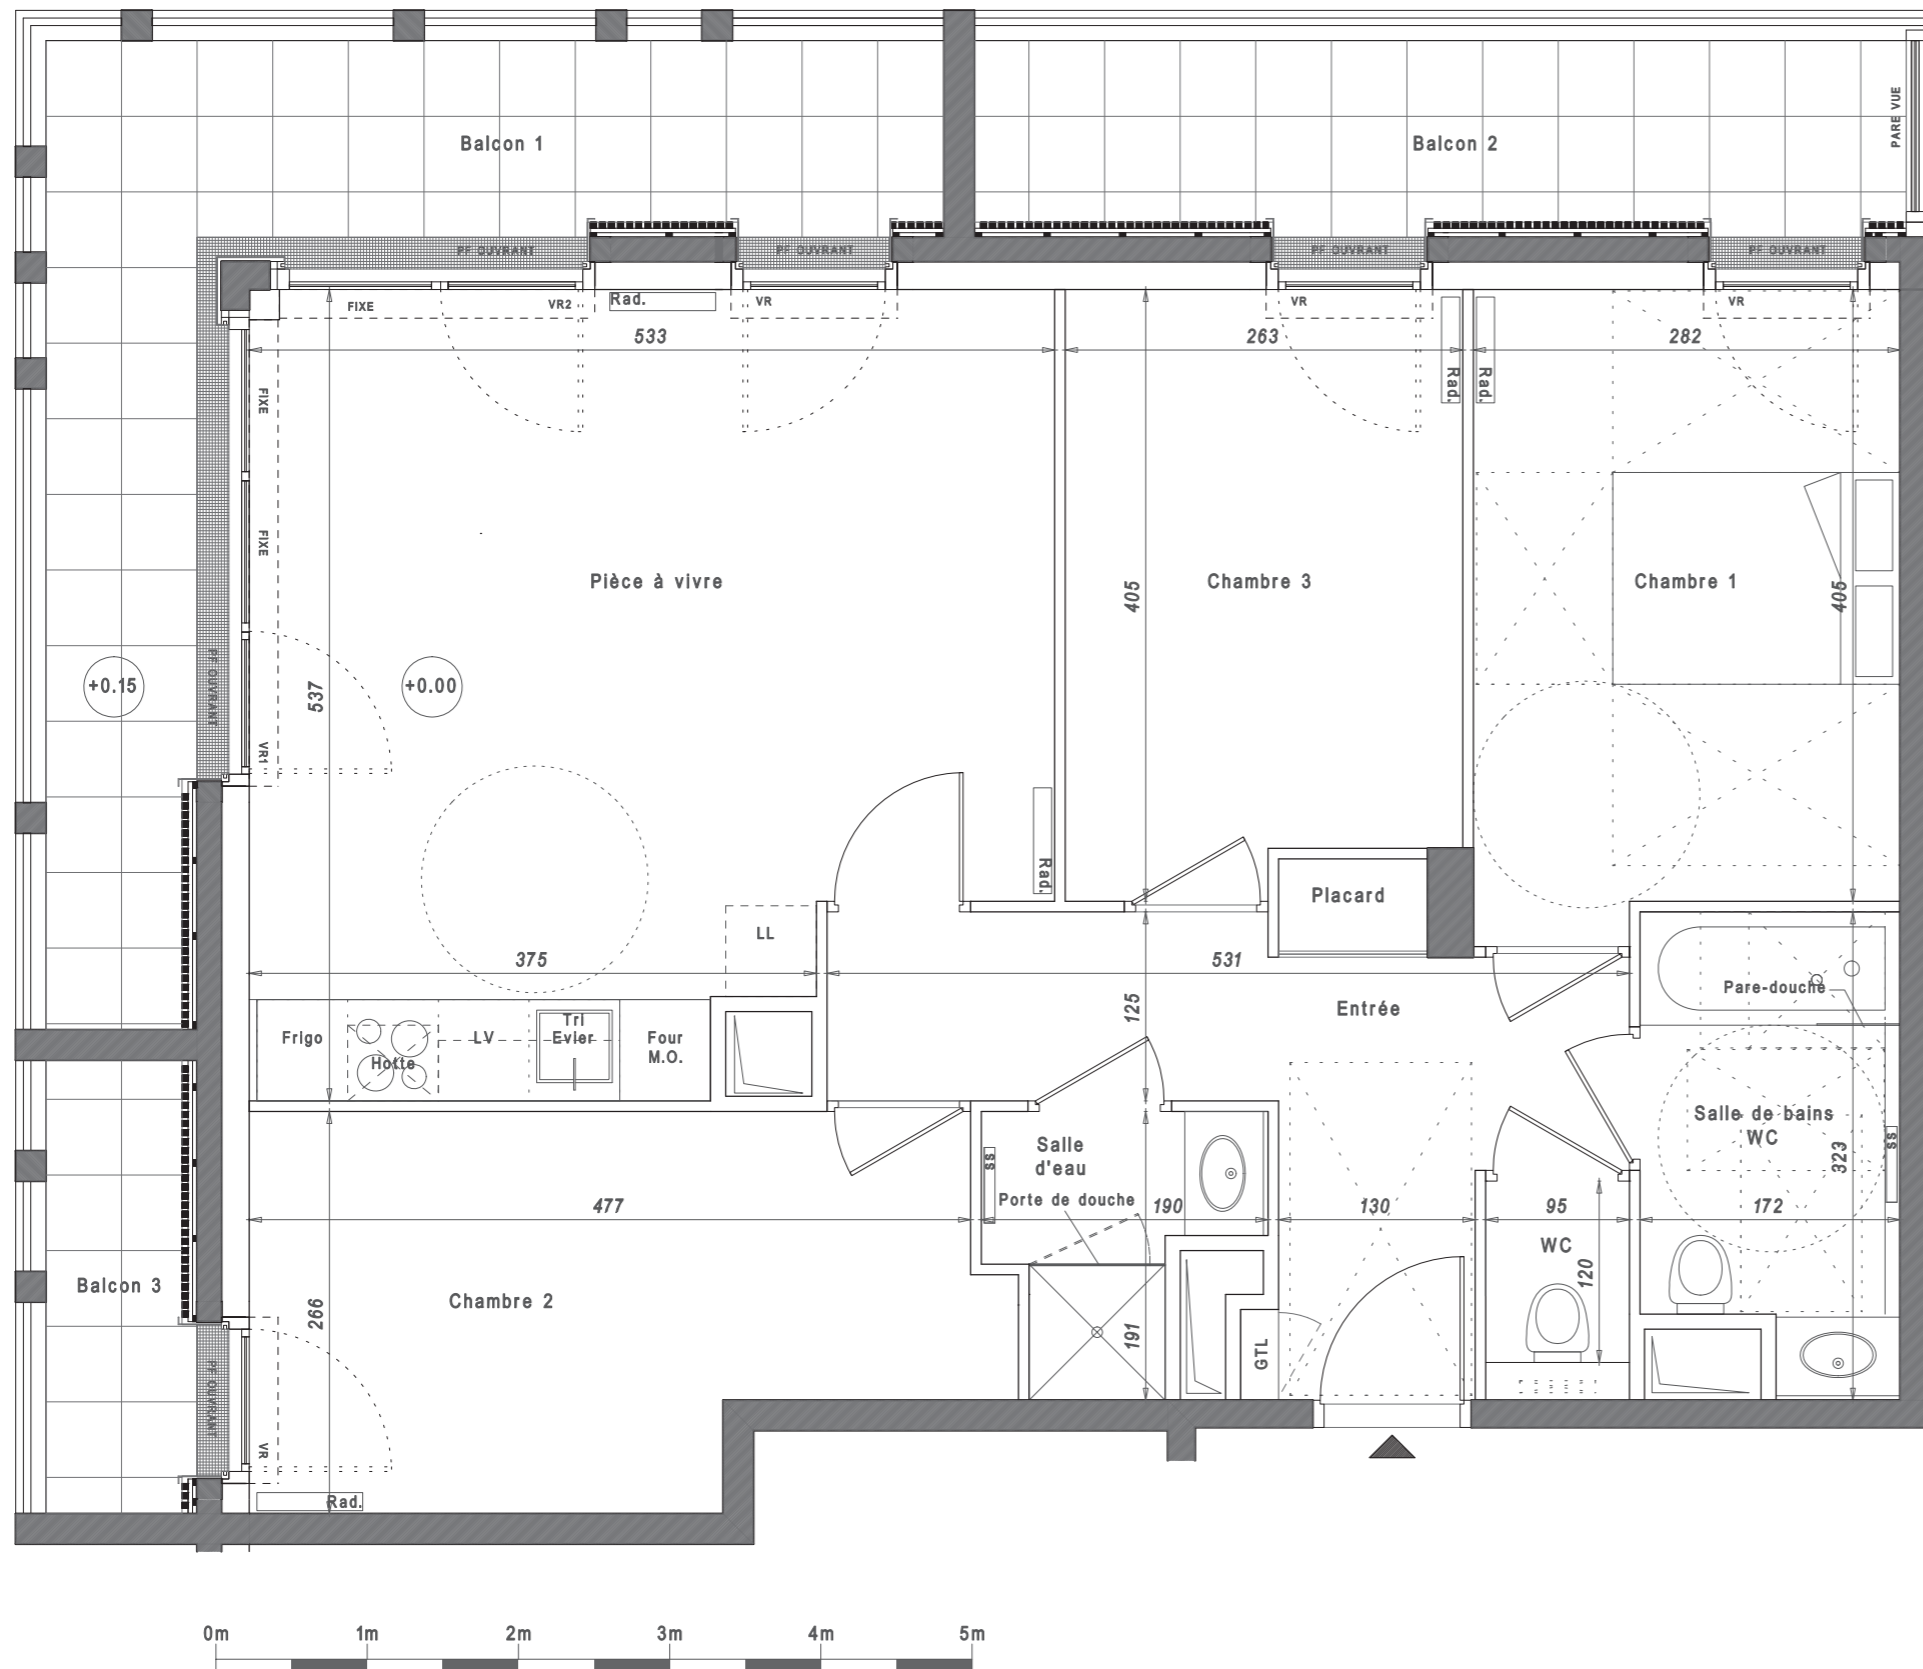 Balcon 1
Balcon 2
PARE VUE
PF OUVRANT
PF OUVRANT
PF OUVRANT
PF OUVRANT
FIXE
VR2
Rad.
VR
VR
VR
533
263
282
FIXE
Rad.
Rad.
FIXE
Pièce à vivre
Chambre 3
Chambre 1
405
405
+0.15
+0.00
PF OUVRANT
537
VR1
Rad.
Placard
LL
375
531
125
Entrée
Pare-douche
Frigo
Hotte
LV
Tri
Evier
Four
M.O.
Salle de bains
WC
323
SS
Salle
d'eau
SS
Porte de douche
477
190
130
95
172
WC
120
Balcon 3
Chambre 2
266
191
GTL
PF OUVRANT
VR
Rad.
0m
1m
2m
3m
4m
5m